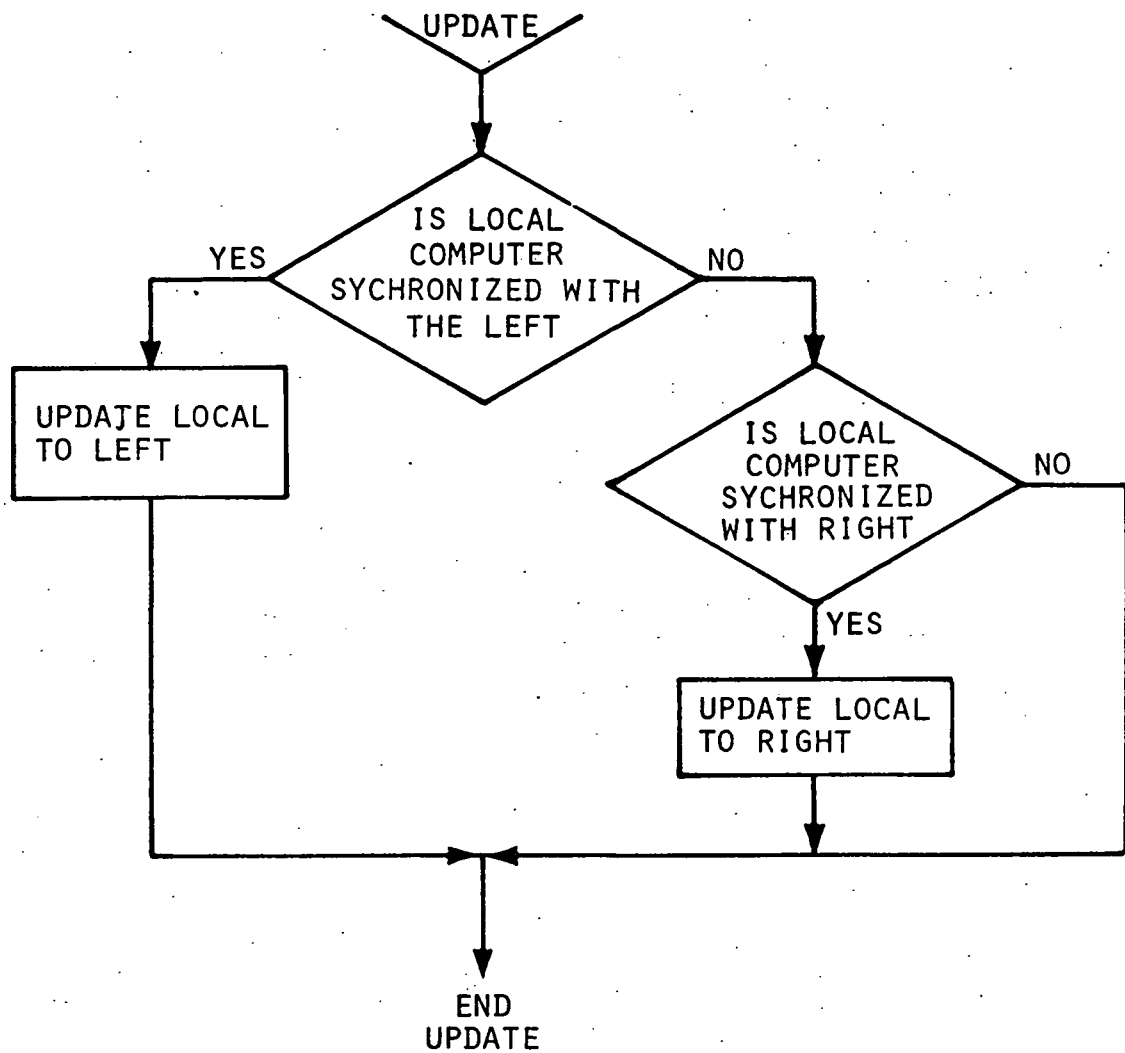 UPDATE
IS LOCAL
COMPUTER
SYCHRONIZED WITH
THE LEFT
YES
NO
UPDATE LOCAL
TO LEFT
IS LOCAL
COMPUTER
SYCHRONIZED
WITH RIGHT
NO
YES
UPDATE LOCAL
TO RIGHT
END
UPDATE